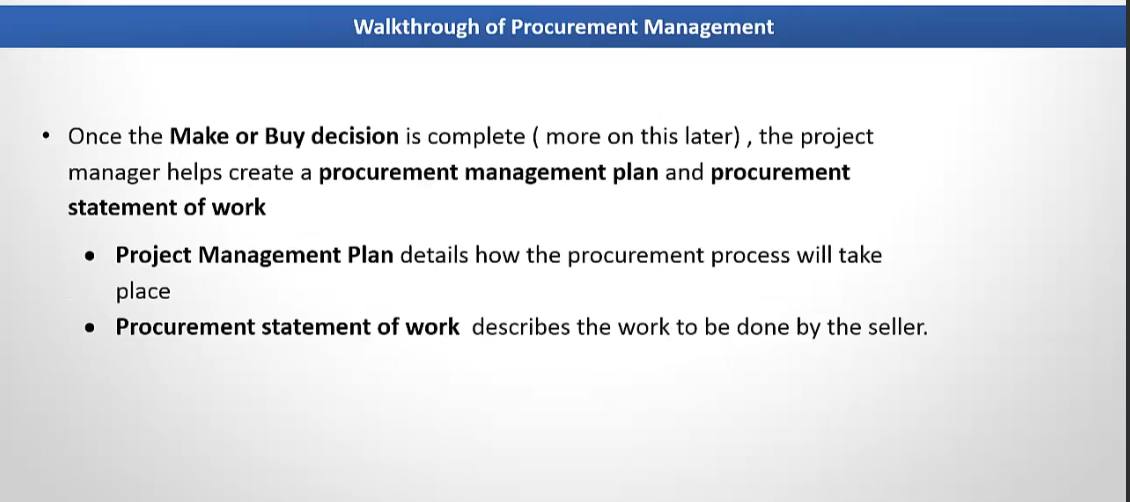 Walkthrough of Procurement Management
• Once the Make or Buy decision is complete ( more on this later) , the project
manager helps create a procurement management plan and procurement
statement of work
• Project Management Plan details how the procurement process will take
place
• Procurement statement of work describes the work to be done by the seller.